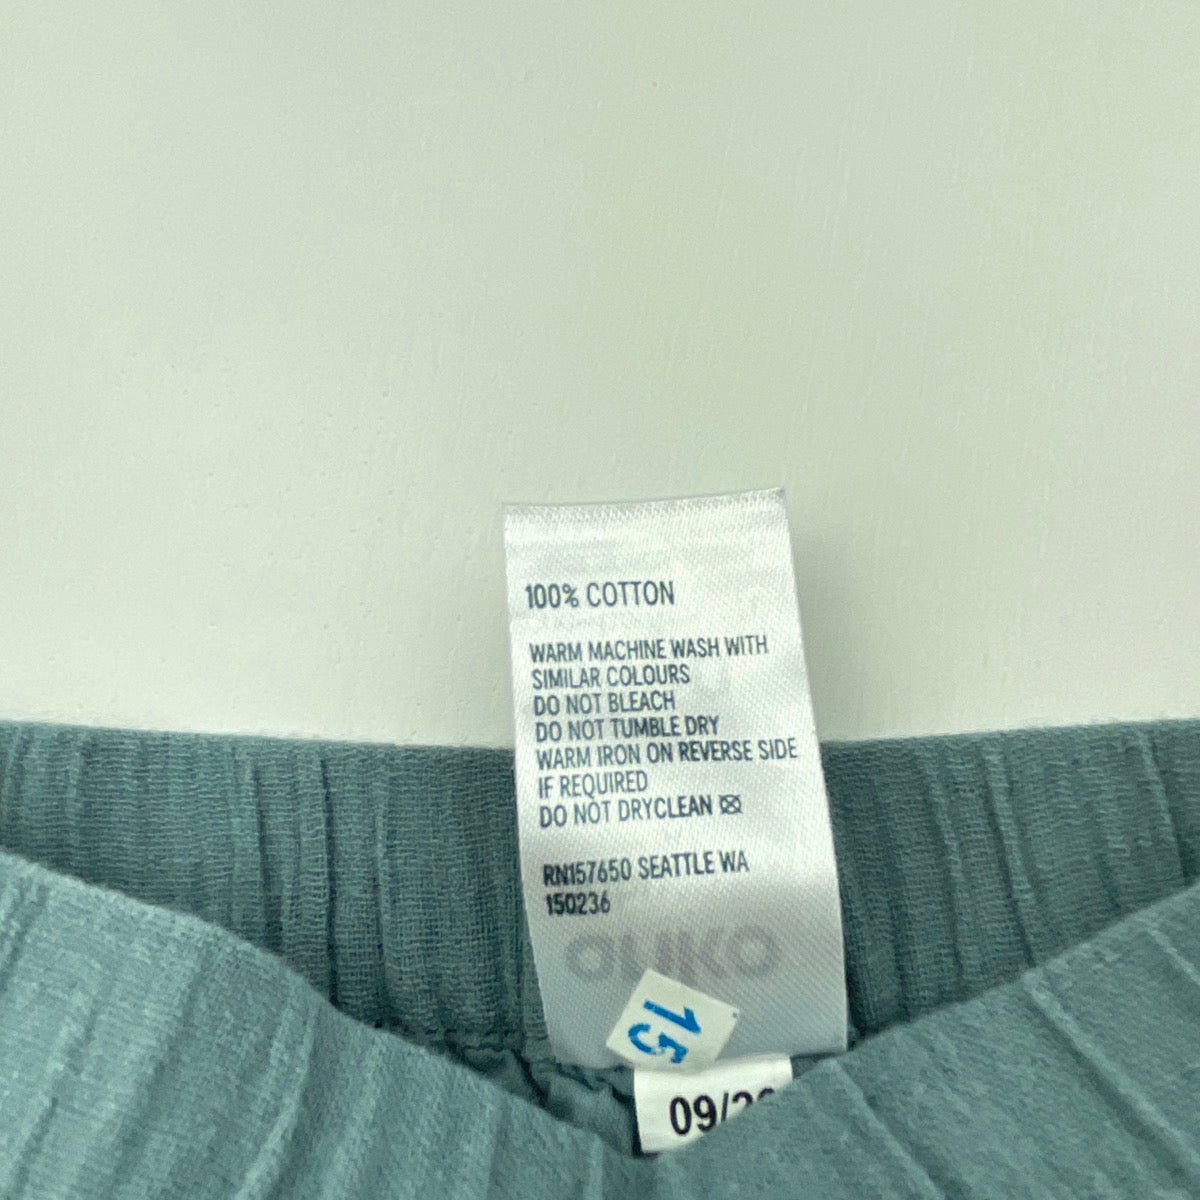 100% COTTON
WARM MACHINE WASH WITH
SIMILAR COLOURS
DO NOT BLEACH
DO NOT TUMBLE DRY
WARM IRON ON REVERSE SIDE
IF REQUIRED
DO NOT DRYCLEAN
RN157650 SEATTLE WA
150236
15